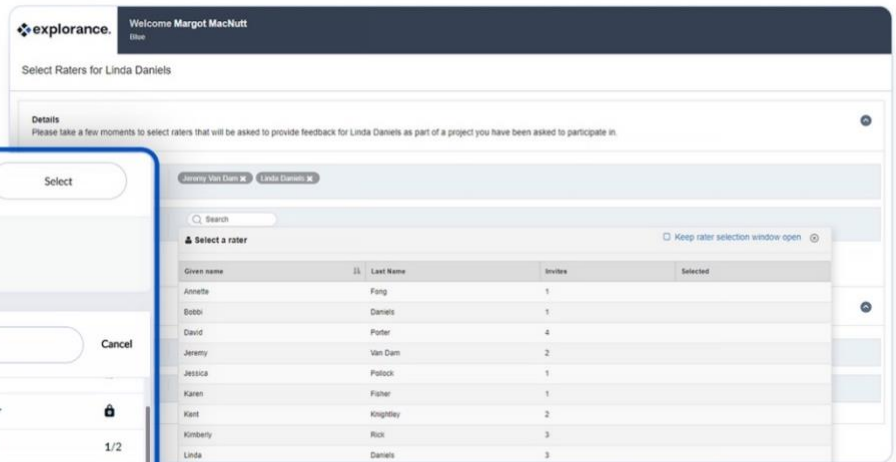 explorance.
Welcome Margot MacNutt
Blue
Select Raters for Linda Daniels
Details
Please take a few moments to select raters that will be asked to provide feedback for Linda Daniels as part of a project you have been asked to participate in.
Select
Jeremy Van Dam ✖ Linda Daniels ✖
Search
Select a rater
Keep rater selection window open
Given name Last Name Invites Selected
Annette Fong 1
Bobbi Daniels 1
David Porter 4
Jeremy Van Dam 2
Jessica Pollock 1
Karen Fisher 1
Kent Knightley 2
Kimberly Rick 3
Linda Daniels 3
Cancel
1/2